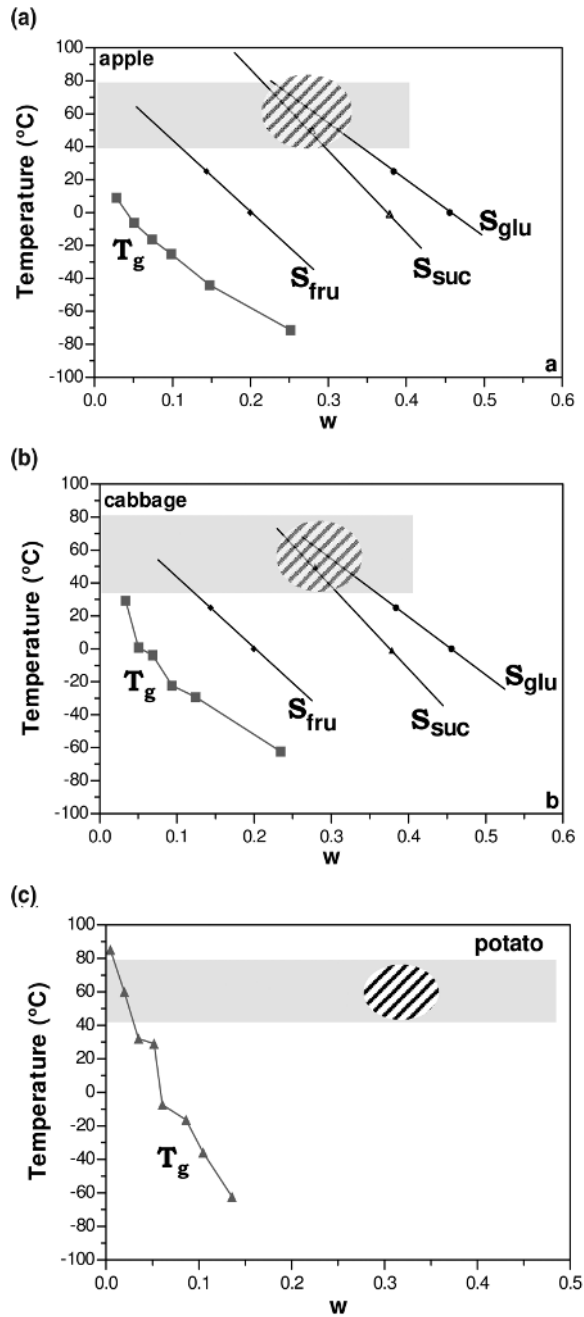 (a)
100
80
60
40
20
0
-20
-40
-60
-80
-100
Temperature (°C)
apple
Tg
Sfru
Ssuc
Sglu
a
0.0 0.1 0.2 0.3 0.4 0.5 0.6
w
(b)
100
80
60
40
20
0
-20
-40
-60
-80
-100
Temperature (°C)
cabbage
Tg
Sfru
Ssuc
Sglu
b
0.0 0.1 0.2 0.3 0.4 0.5 0.6
w
(c)
100
80
60
40
20
0
-20
-40
-60
-80
-100
Temperature (°C)
potato
Tg
0.0 0.1 0.2 0.3 0.4 0.5
w